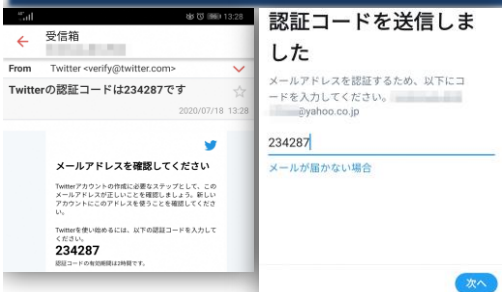 13:28
受信箱
From Twitter <verify@twitter.com>
Twitterの認証コードは234287です
2020/07/18 13:28
メールアドレスを確認してください
Twitterアカウントの作成に必要なステップとして、この
メールアドレスが正しいことを確認しましょう。新しい
アカウントにこのアドレスを使うことを確認してくださ
い。
Twitterを使い始めるには、以下の認証コードを入力して
ください。
234287
認証コードの有効期間は2時間です。
認証コードを送信しま
した
メールアドレスを認証するため、以下にコ
ードを入力してください。
@yahoo.co.jp
234287
メールが届かない場合
次へ